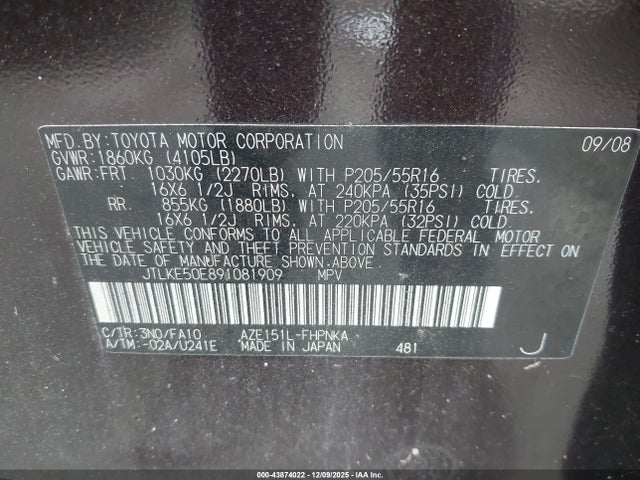 MFD.BY:TOYOTA MOTOR CORPORATION 09/08
GVWR:1860KG (4105LB)
GAWR:FRT. 1030KG (2270LB) WITH P205/55R16 TIRES,
16X6 1/2J RIMS, AT 240KPA (35PSI) COLD
RR. 855KG (1880LB) WITH P205/55R16 TIRES,
16X6 1/2J RIMS, AT 220KPA (32PSI) COLD
THIS VEHICLE CONFORMS TO ALL APPLICABLE FEDERAL MOTOR
VEHICLE SAFETY AND THEFT PREVENTION STANDARDS IN EFFECT ON
THE DATE OF MANUFACTURE SHOWN ABOVE.
JTLKE50E891081909 MPV
C/TR:3N0/FA10 AZE151L-FHPNKA
A/TM:-02A/U241E MADE IN JAPAN 481 J
000-43874022 - 12/09/2025 - IAA Inc.